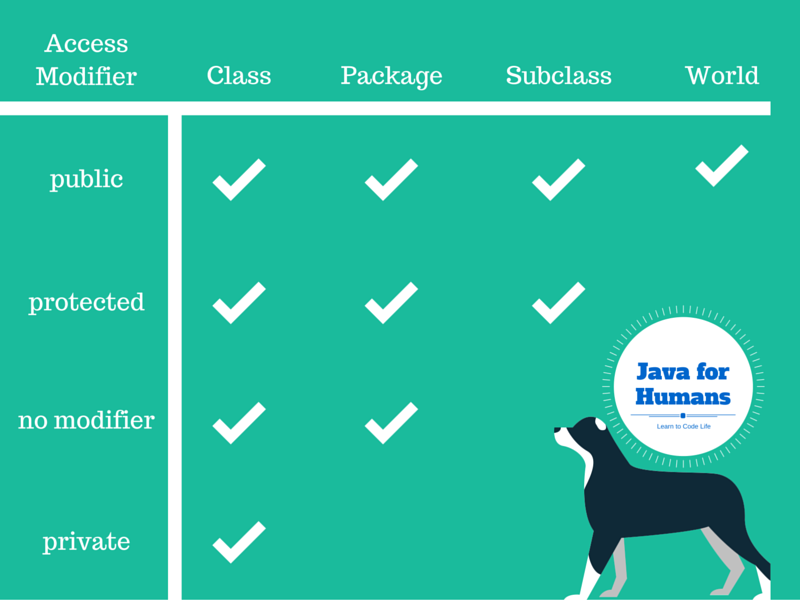 Access
Modifier
Class Package Subclass World
public
protected
no modifier
private
Java for
Humans
Learn to Code Life